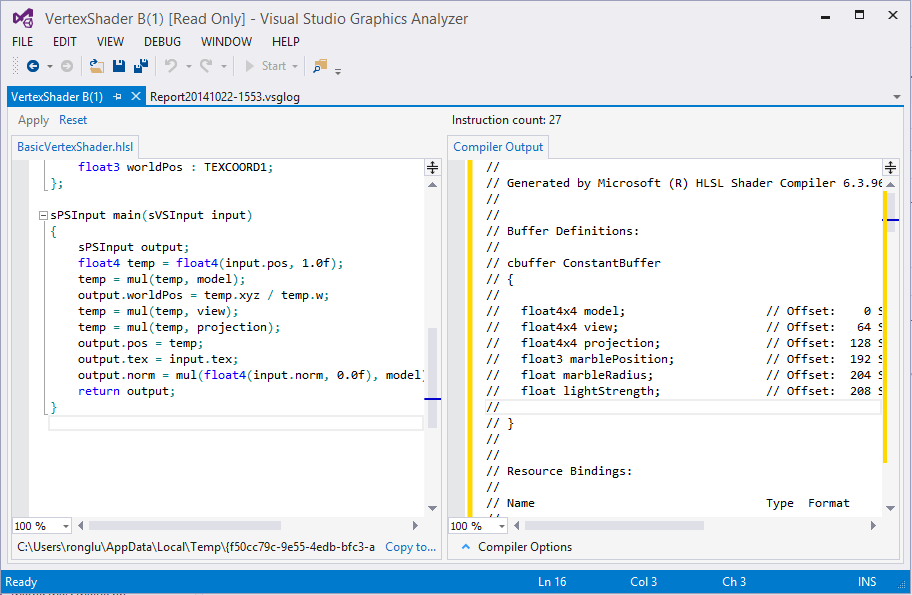 VertexShader B(1) [Read Only] - Visual Studio Graphics Analyzer
FILE EDIT VIEW DEBUG WINDOW HELP
Start
VertexShader B(1) Report20141022-1553.vsglog
Apply Reset
Instruction count: 27
BasicVertexShader.hlsl
float3 worldPos : TEXCOORD1;
};
sPSInput main(sVSInput input)
{
sPSInput output;
float4 temp = float4(input.pos, 1.0f);
temp = mul(temp, model);
output.worldPos = temp.xyz / temp.w;
temp = mul(temp, view);
temp = mul(temp, projection);
output.pos = temp;
output.tex = input.tex;
output.norm = mul(float4(input.norm, 0.0f), model)
return output;
}
100 %
C:\Users\ronglu\AppData\Local\Temp\{f50cc79c-9e55-4edb-bfc3-a Copy to...
Compiler Output
//
// Generated by Microsoft (R) HLSL Shader Compiler 6.3.96
//
//
// Buffer Definitions:
//
// cbuffer ConstantBuffer
// {
//
// float4x4 model; // Offset: 0 S
// float4x4 view; // Offset: 64 S
// float4x4 projection; // Offset: 128 S
// float3 marblePosition; // Offset: 192 S
// float marbleRadius; // Offset: 204 S
// float lightStrength; // Offset: 208 S
//
// }
//
//
// Resource Bindings:
//
// Name Type Format
100 %
Compiler Options
Ready Ln 16 Col 3 Ch 3 INS